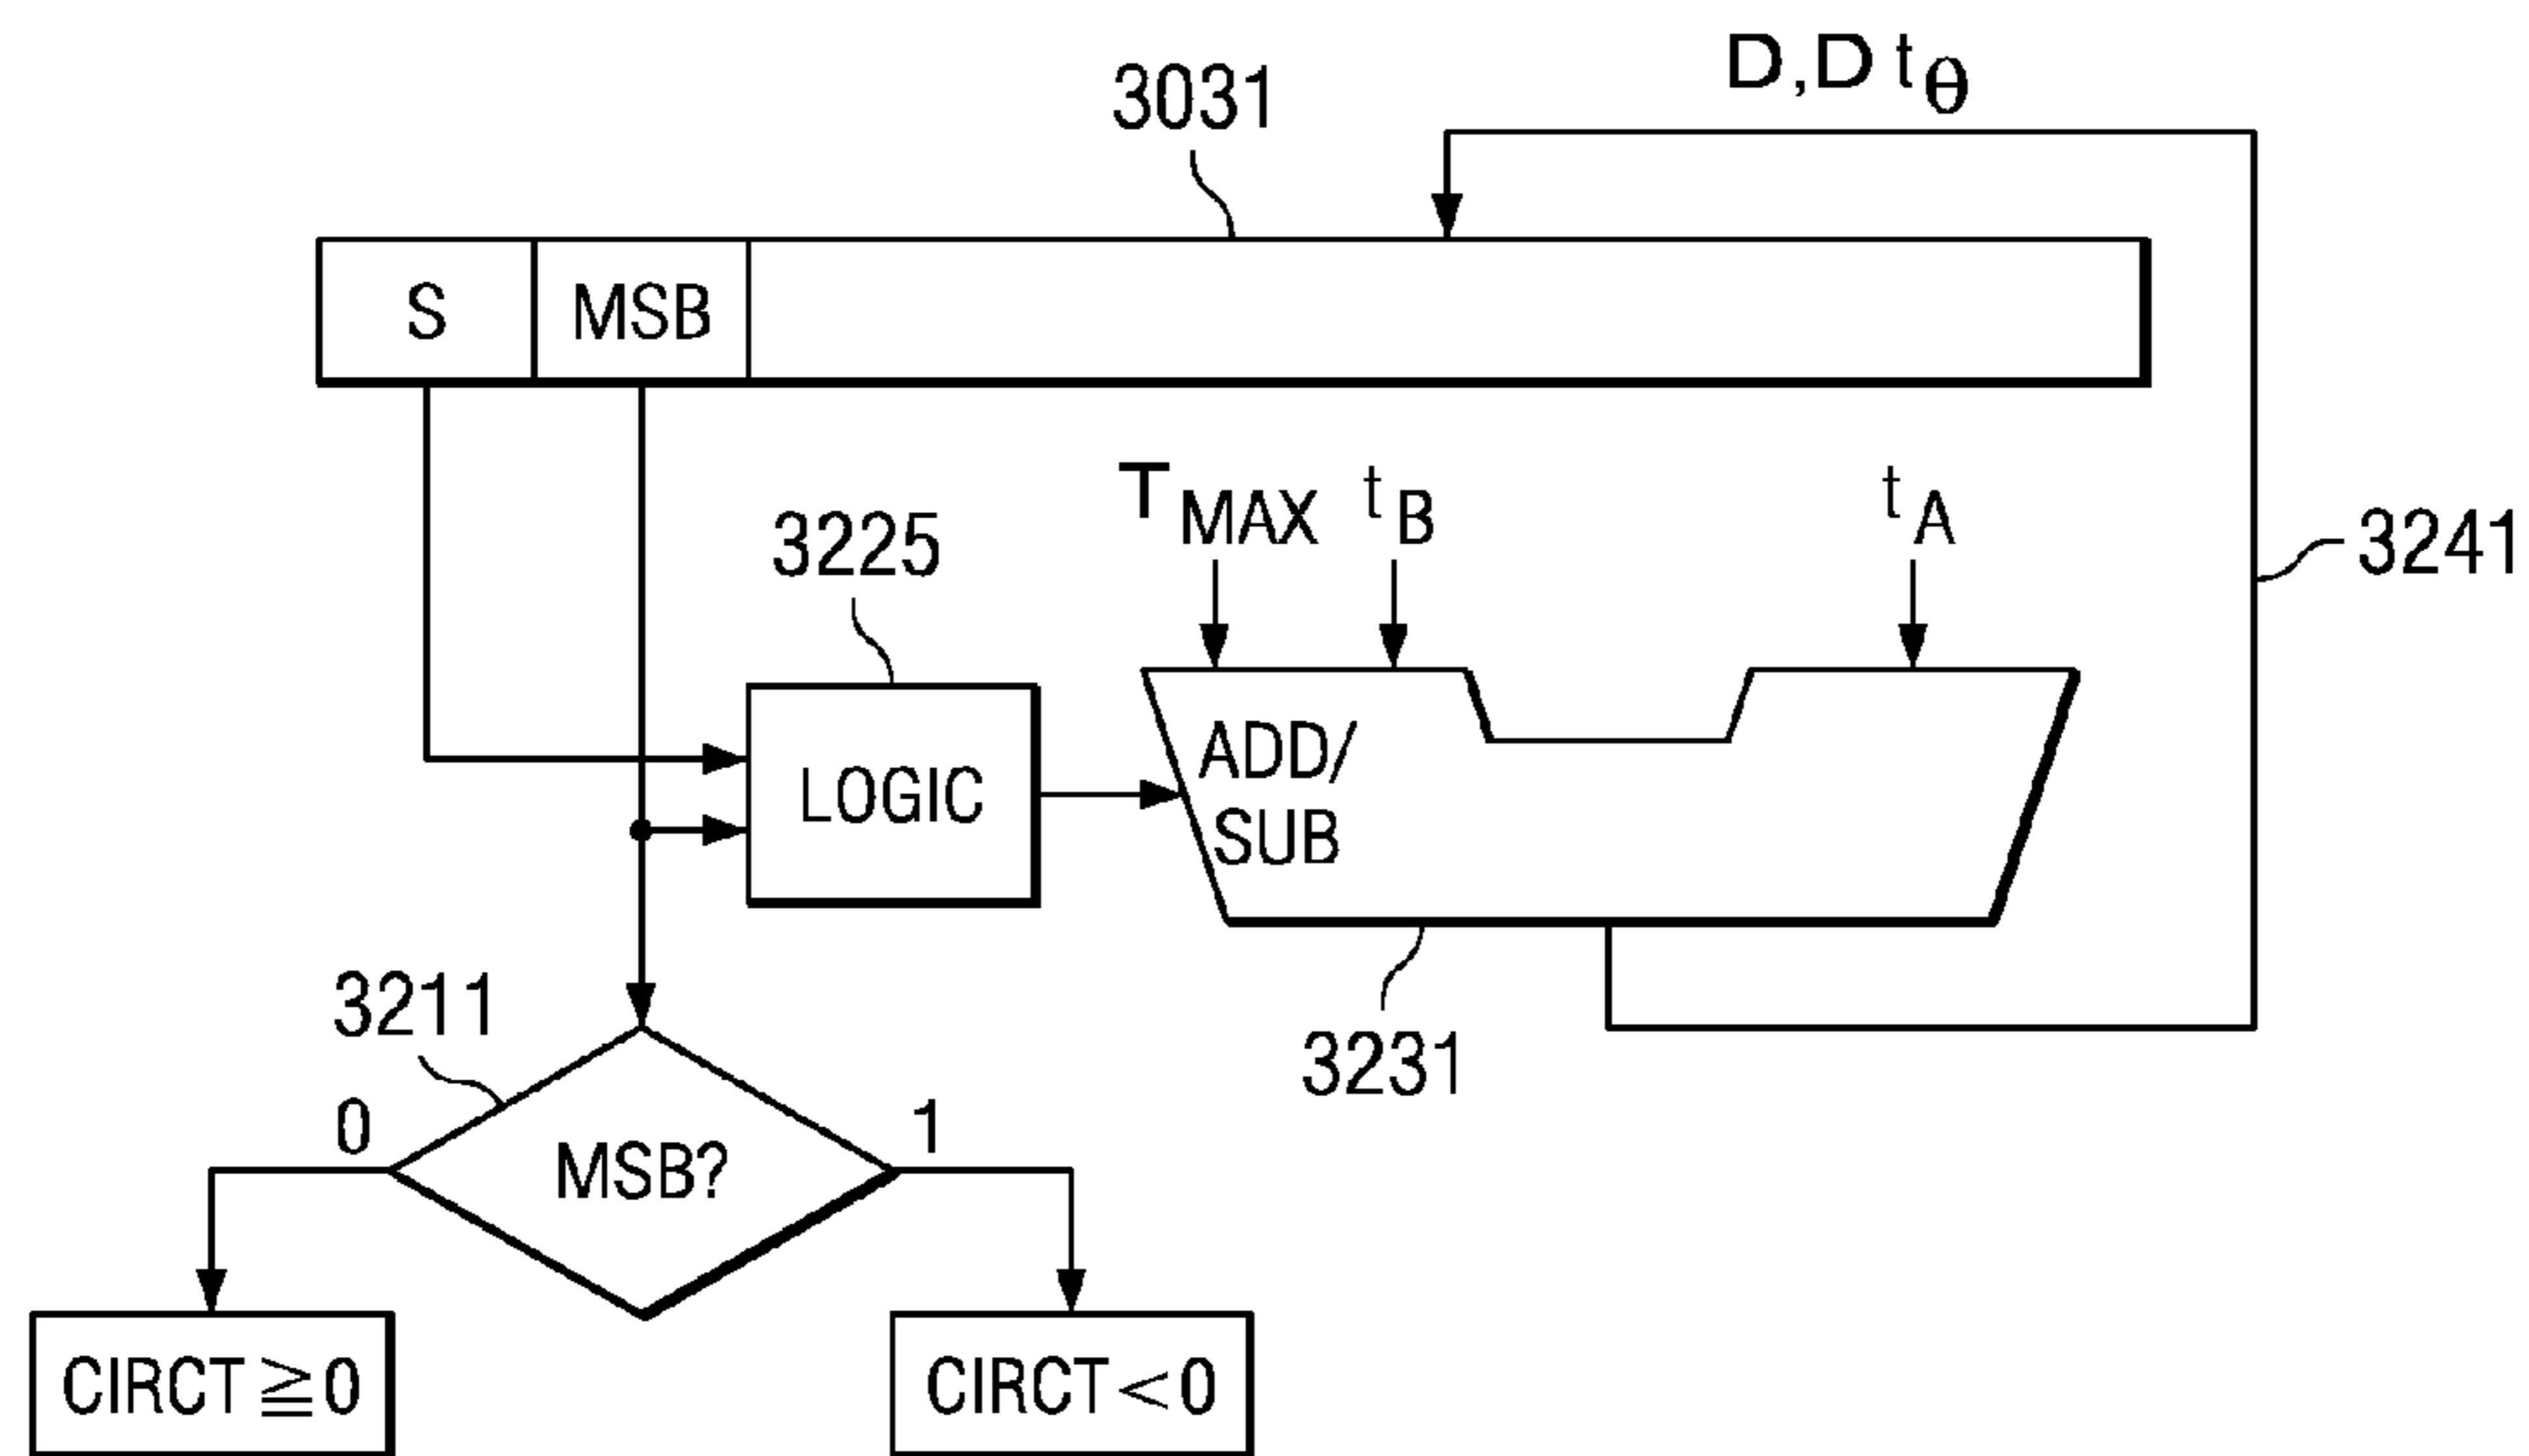 D,D tθ
3031
S
MSB
TMAX
tB
tA
3225
3241
LOGIC
ADD/
SUB
3211
3231
0
1
MSB?
CIRCT≧0
CIRCT<0